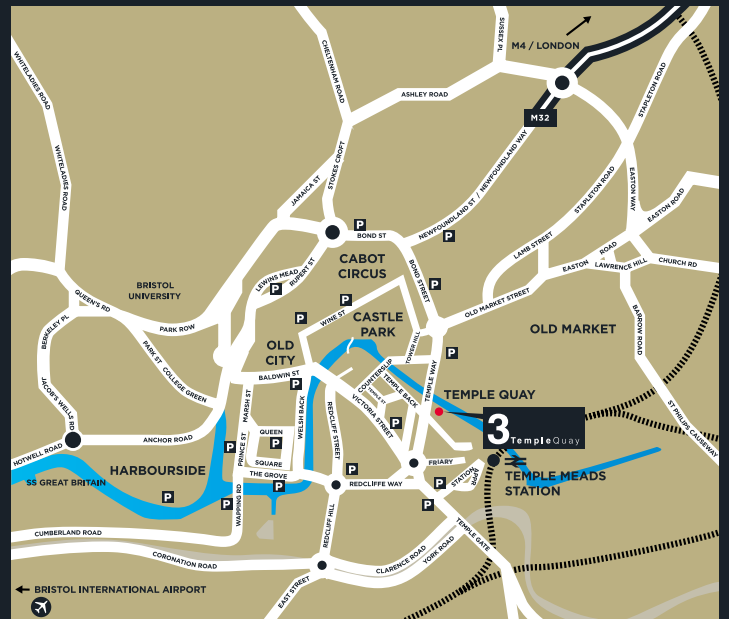 SUSSEX PL
M4 / LONDON
CHELTENHAM ROAD
WHITELADIES ROAD
STAPLETON ROAD
ASHLEY ROAD
M32
NEWFOUNDLAND ST / NEWFOUNDLAND WAY
STOKES CROFT
JAMAICA ST
WHITELADIES ROAD
STAPLETON ROAD
EASTON WAY
EASTON ROAD
P
BOND ST
P
LAMB STREET
CABOT
CIRCUS
EASTON ROAD
LAWRENCE HILL
CHURCH RD
LEWINS MEAD
RUPERT ST
P
BOND STREET
P
BRISTOL
UNIVERSITY
QUEEN'S RD
P
OLD MARKET STREET
BARROW ROAD
BERKELEY PL
PARK ROW
P
WINE ST
CASTLE
PARK
OLD MARKET
OLD
CITY
TOWER HILL
PARK ST
P
COLLEGE GREEN
BALDWIN ST
P
COUNTERSLIP
TEMPLE BACK
TEMPLE ST
TEMPLE WAY
TEMPLE QUAY
JACOB'S WELLS RD
MARSH ST
WELSH BACK
REDCLIFF STREET
VICTORIA STREET
P
3
TempleQuay
ST PHILIPS CAUSEWAY
ANCHOR ROAD
QUEEN
P
SQUARE
P
PRINCE ST
HOTWELL ROAD
HARBOURSIDE
THE GROVE
P
FRIARY
STATION APPR
TEMPLE MEADS
STATION
SS GREAT BRITAIN
P
P
P
REDCLIFFE WAY
P
P
WAPPING RD
REDCLIFF HILL
TEMPLE GATE
CUMBERLAND ROAD
CORONATION ROAD
CLARENCE ROAD
YORK ROAD
EAST STREET
BRISTOL INTERNATIONAL AIRPORT